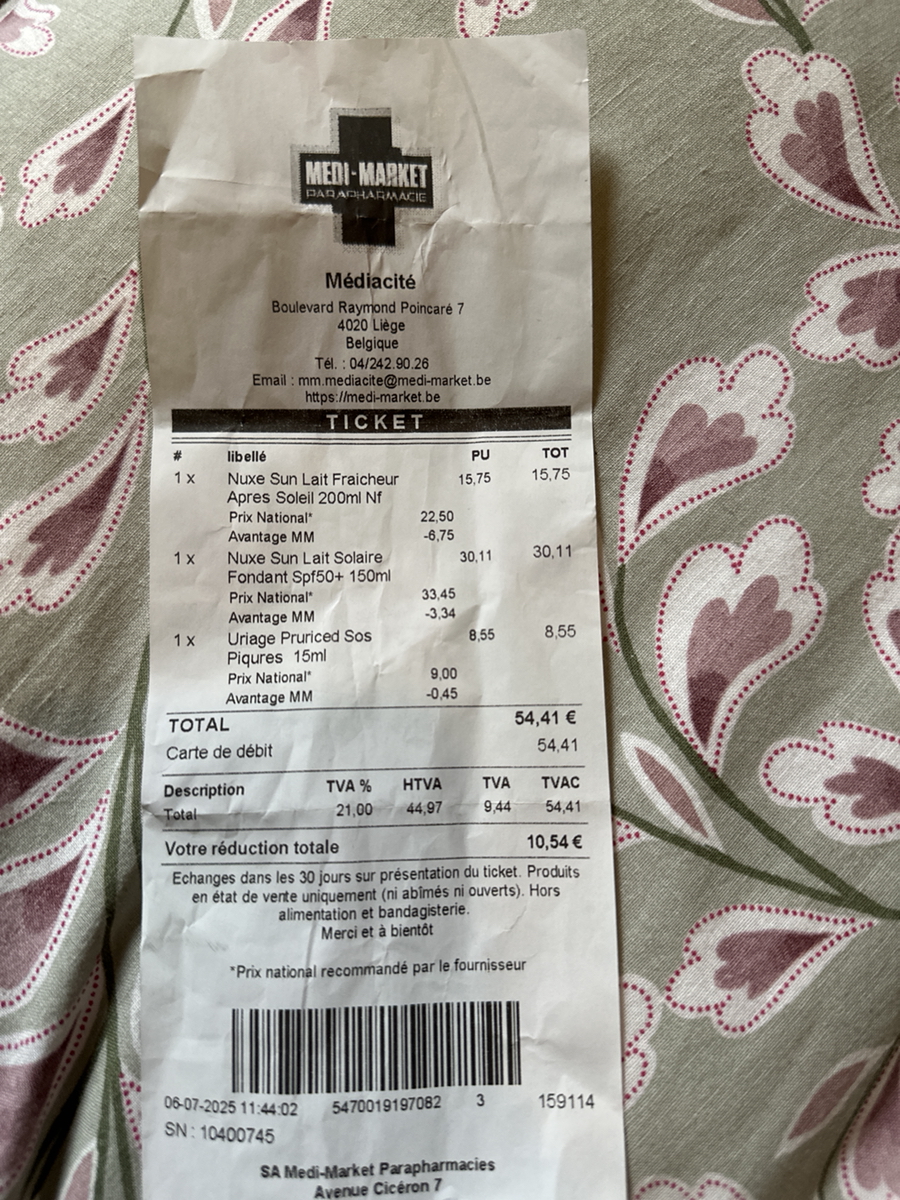 MEDI-MARKET
PARAPHARMACIE
Médiacité
Boulevard Raymond Poincaré 7
4020 Liège
Belgique
Tél. : 04/242.90.26
Email : mm.mediacite@medi-market.be
https://medi-market.be
TICKET
# libellé PU TOT
1 x Nuxe Sun Lait Fraicheur 15,75 15,75
Apres Soleil 200ml Nf
Prix National* 22,50
Avantage MM -6,75
1 x Nuxe Sun Lait Solaire 30,11 30,11
Fondant Spf50+ 150ml
Prix National* 33,45
Avantage MM -3,34
1 x Uriage Pruriced Sos 8,55 8,55
Piqures 15ml
Prix National* 9,00
Avantage MM -0,45
TOTAL 54,41 €
Carte de débit 54,41
Description TVA % HTVA TVA TVAC
Total 21,00 44,97 9,44 54,41
Votre réduction totale 10,54 €
Echanges dans les 30 jours sur présentation du ticket. Produits
en état de vente uniquement (ni abîmés ni ouverts). Hors
alimentation et bandagisterie.
Merci et à bientôt
*Prix national recommandé par le fournisseur
06-07-2025 11:44:02 5470019197082 3 159114
SN : 10400745
SA Medi-Market Parapharmacies
Avenue Cicéron 7